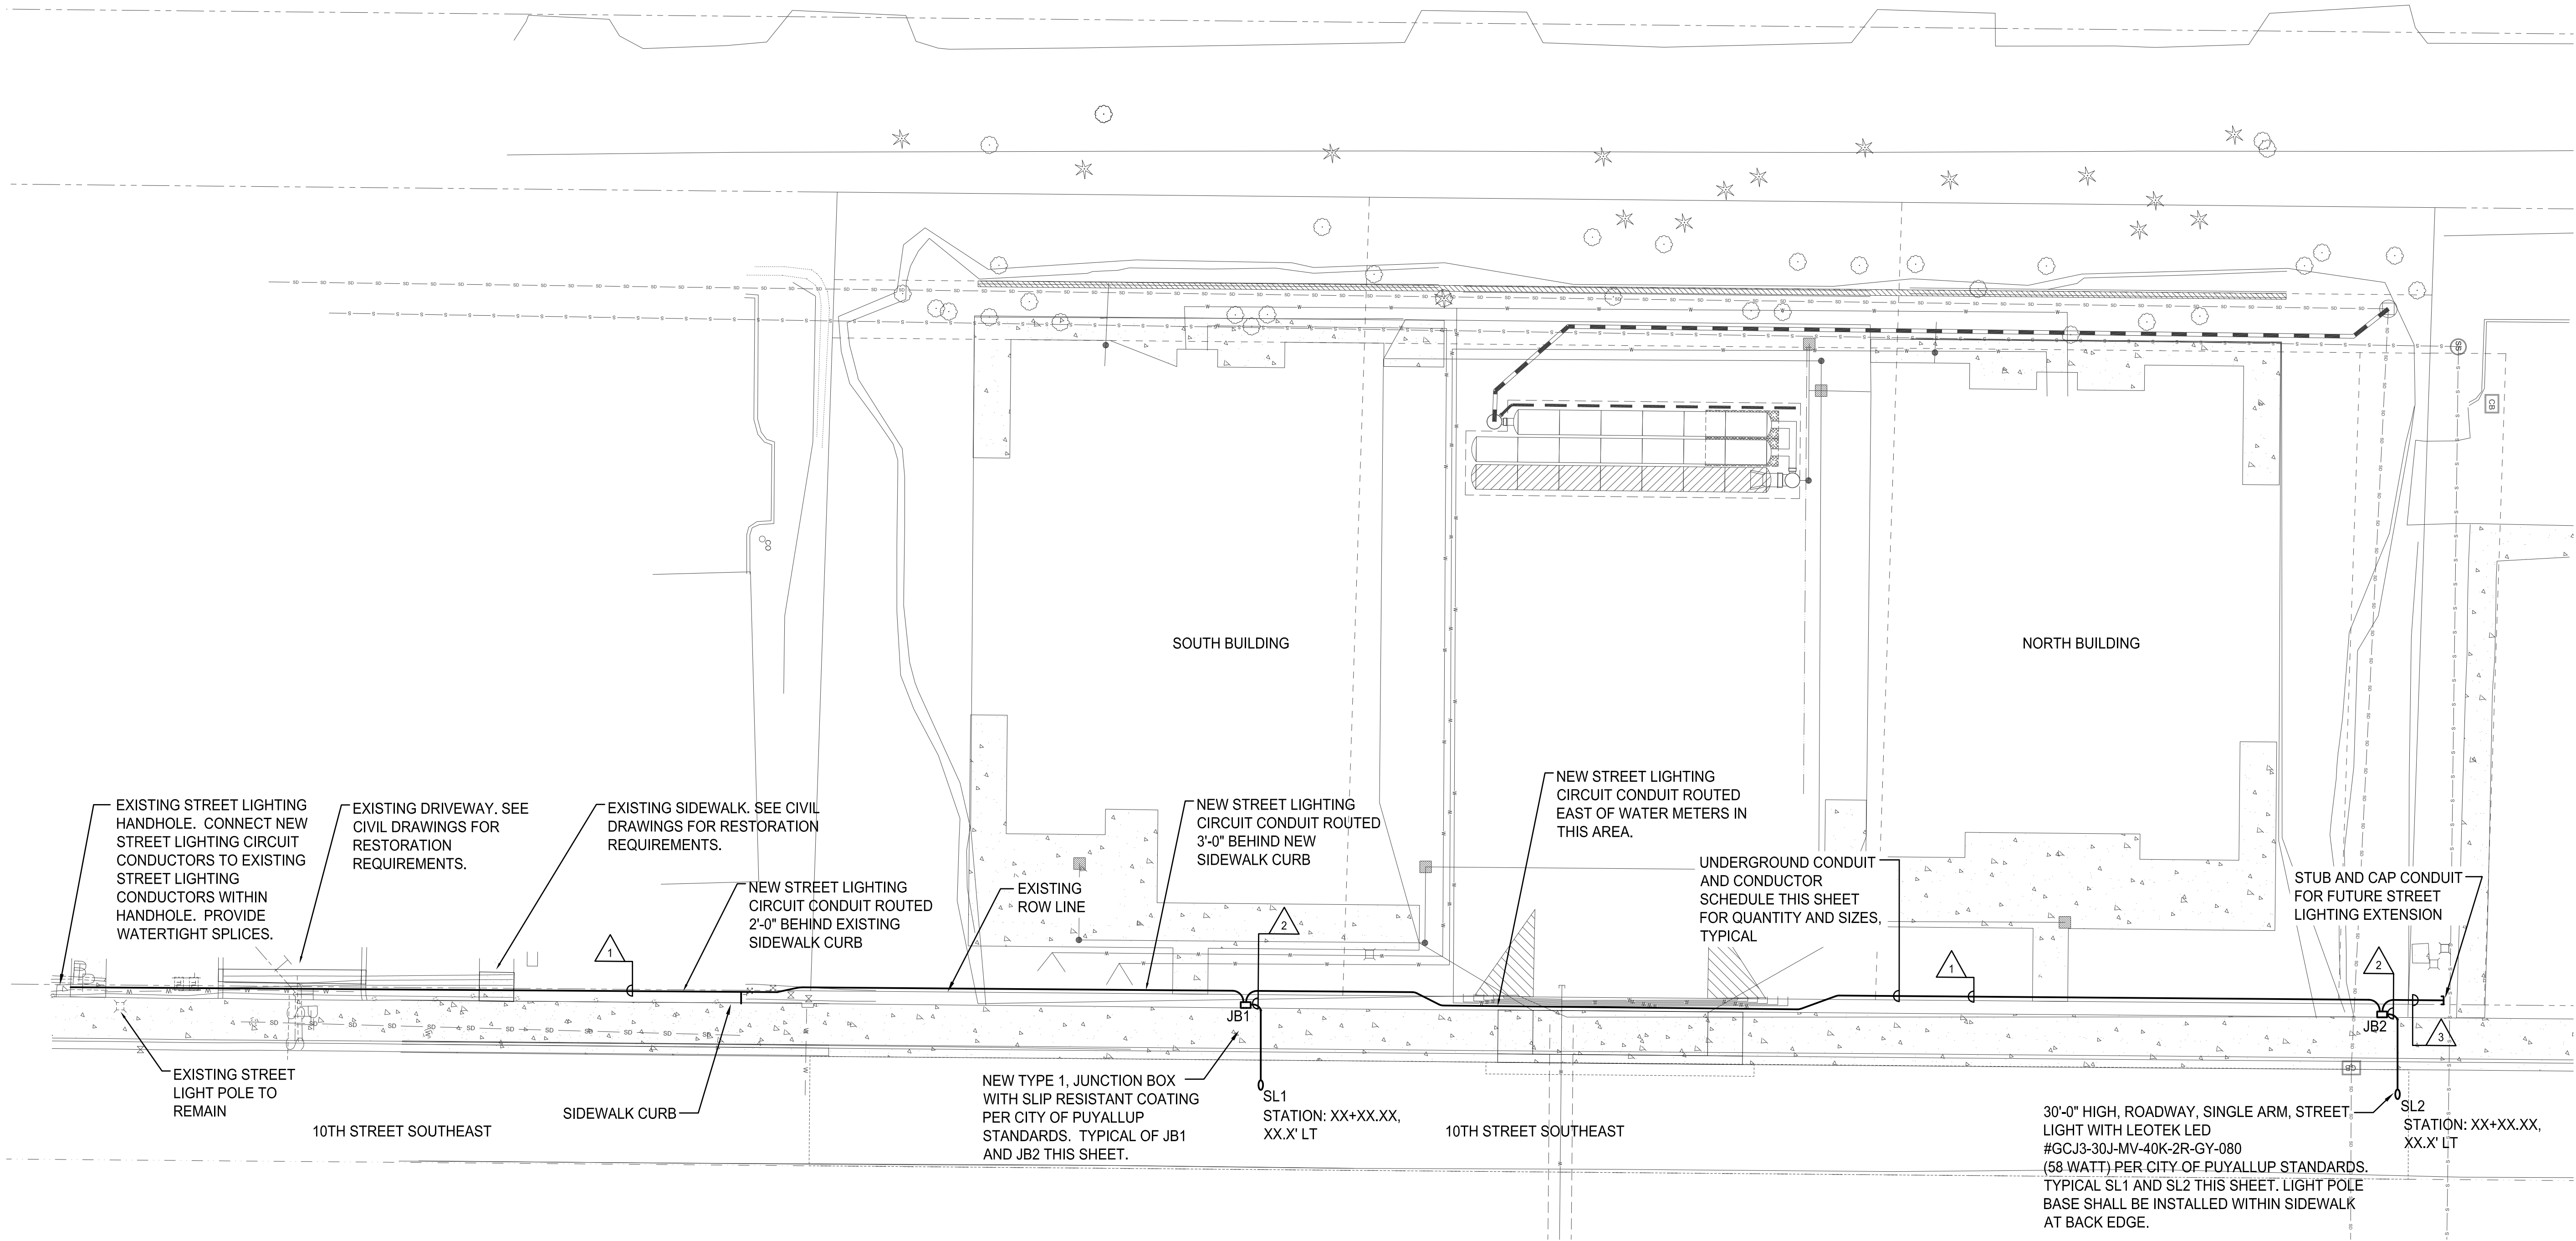 SOUTH BUILDING
NORTH BUILDING
SS
CB
EXISTING STREET LIGHTING
HANDHOLE. CONNECT NEW
STREET LIGHTING CIRCUIT
CONDUCTORS TO EXISTING
STREET LIGHTING
CONDUCTORS WITHIN
HANDHOLE. PROVIDE
WATERTIGHT SPLICES.
EXISTING DRIVEWAY. SEE
CIVIL DRAWINGS FOR
RESTORATION
REQUIREMENTS.
EXISTING SIDEWALK. SEE CIVIL
DRAWINGS FOR RESTORATION
REQUIREMENTS.
NEW STREET LIGHTING
CIRCUIT CONDUIT ROUTED
2'-0" BEHIND EXISTING
SIDEWALK CURB
EXISTING
ROW LINE
NEW STREET LIGHTING
CIRCUIT CONDUIT ROUTED
3'-0" BEHIND NEW
SIDEWALK CURB
NEW STREET LIGHTING
CIRCUIT CONDUIT ROUTED
EAST OF WATER METERS IN
THIS AREA.
UNDERGROUND CONDUIT
AND CONDUCTOR
SCHEDULE THIS SHEET
FOR QUANTITY AND SIZES,
TYPICAL
STUB AND CAP CONDUIT
FOR FUTURE STREET
LIGHTING EXTENSION
1
2
1
2
3
JB1
JB2
EXISTING STREET
LIGHT POLE TO
REMAIN
SIDEWALK CURB
10TH STREET SOUTHEAST
NEW TYPE 1, JUNCTION BOX
WITH SLIP RESISTANT COATING
PER CITY OF PUYALLUP
STANDARDS. TYPICAL OF JB1
AND JB2 THIS SHEET.
SL1
STATION: XX+XX.XX,
XX.X' LT
10TH STREET SOUTHEAST
CB
30'-0" HIGH, ROADWAY, SINGLE ARM, STREET
LIGHT WITH LEOTEK LED
#GCJ3-30J-MV-40K-2R-GY-080
(58 WATT) PER CITY OF PUYALLUP STANDARDS.
TYPICAL SL1 AND SL2 THIS SHEET. LIGHT POLE
BASE SHALL BE INSTALLED WITHIN SIDEWALK
AT BACK EDGE.
SL2
STATION: XX+XX.XX,
XX.X' LT